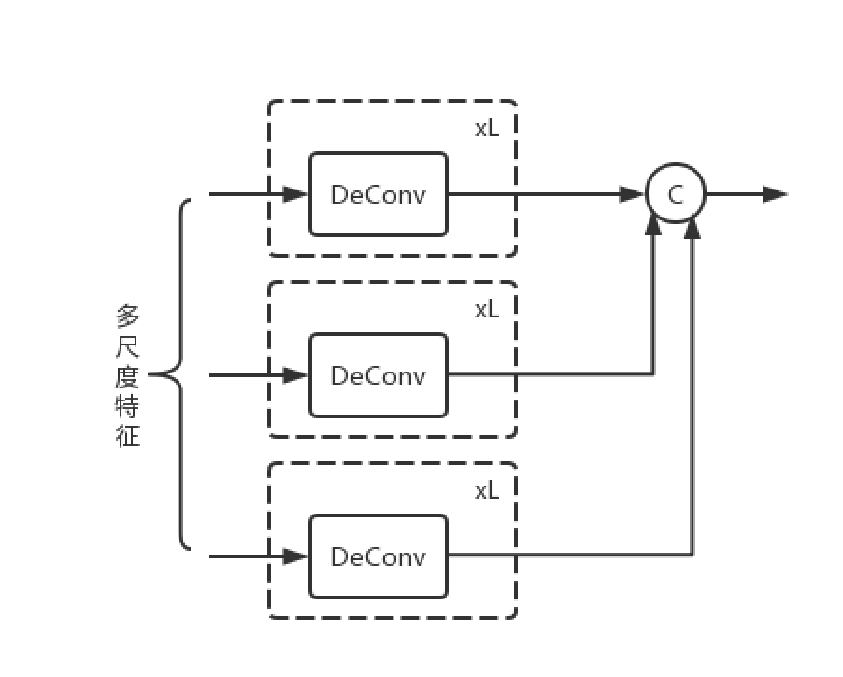 xL
DeConv
C
xL
DeConv
多尺度特征
xL
DeConv